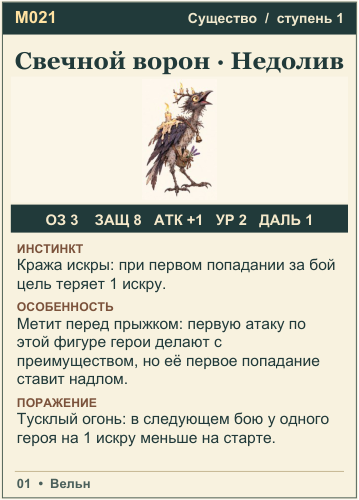 M021
Существо / ступень 1
Свечной ворон · Недолив
ОЗ 3 ЗАЩ 8 АТК +1 УР 2 ДАЛЬ 1
ИНСТИНКТ
Кража искры: при первом попадании за бой
цель теряет 1 искру.
ОСОБЕННОСТЬ
Метит перед прыжком: первую атаку по
этой фигуре герои делают с
преимуществом, но её первое попадание
ставит надлом.
ПОРАЖЕНИЕ
Тусклый огонь: в следующем бою у одного
героя на 1 искру меньше на старте.
01 • Вельн